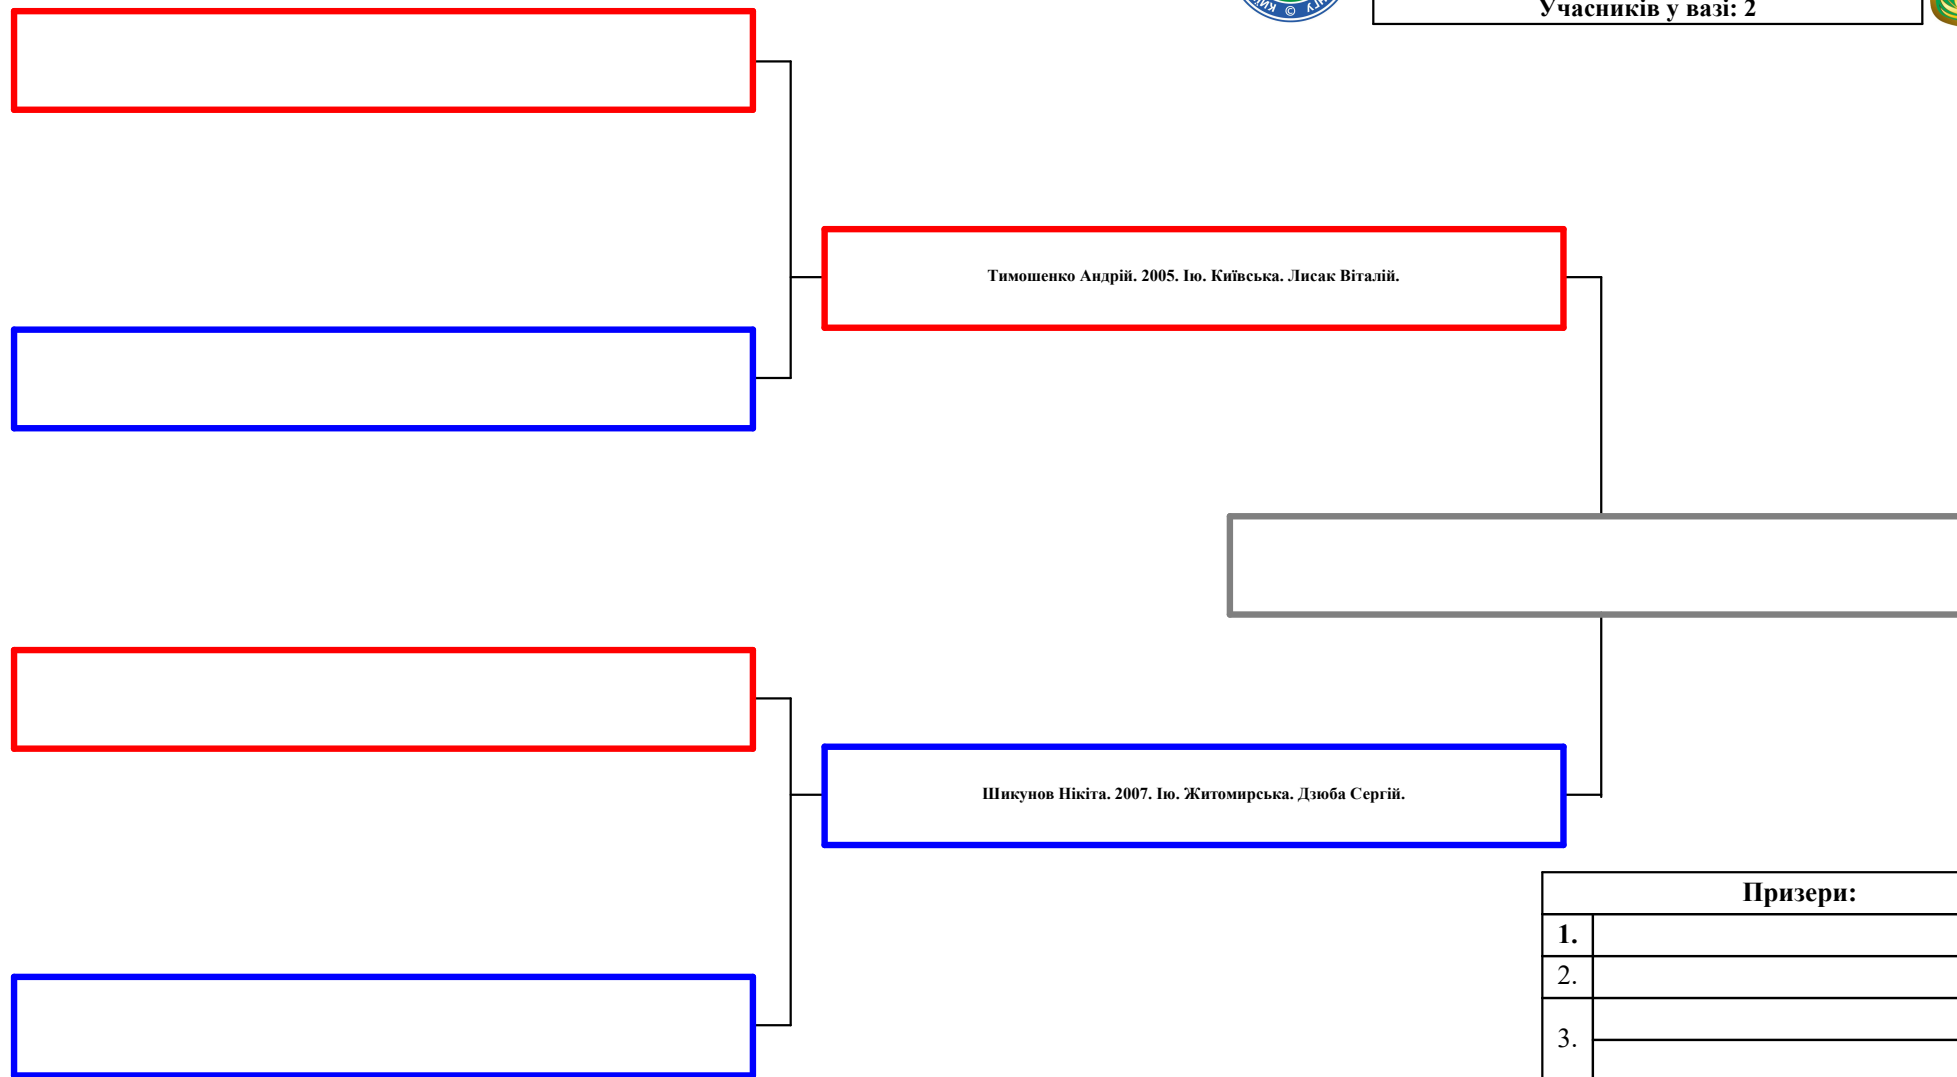 Учасників у вазі: 2
Тимошенко Андрій. 2005. Ію. Київська. Лисак Віталій.
Шикунов Нікіта. 2007. Ію. Житомирська. Дзюба Сергій.
Призери:
1.
2.
3.